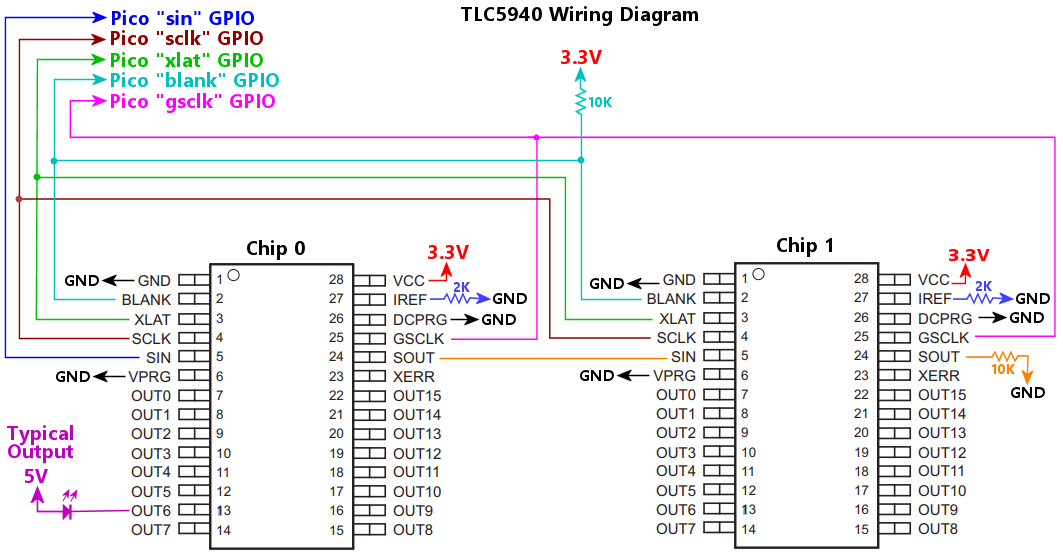 TLC5940 Wiring Diagram
Pico "sin" GPIO
Pico "sclk" GPIO
Pico "xlat" GPIO
Pico "blank" GPIO
Pico "gsclk" GPIO
3.3V
10K
Chip 0
3.3V
GND GND 1 28 VCC
BLANK 2 27 IREF 2K GND
XLAT 3 26 DCPRG GND
SCLK 4 25 GSCLK
SIN 5 24 SOUT
GND VPRG 6 23 XERR
OUT0 7 22 OUT15
OUT1 8 21 OUT14
OUT2 9 20 OUT13
OUT3 10 19 OUT12
OUT4 11 18 OUT11
OUT5 12 17 OUT10
OUT6 13 16 OUT9
OUT7 14 15 OUT8
Typical
Output
5V
Chip 1
3.3V
GND GND 1 28 VCC
BLANK 2 27 IREF 2K GND
XLAT 3 26 DCPRG GND
SCLK 4 25 GSCLK
SIN 5 24 SOUT 10K
GND
GND VPRG 6 23 XERR
OUT0 7 22 OUT15
OUT1 8 21 OUT14
OUT2 9 20 OUT13
OUT3 10 19 OUT12
OUT4 11 18 OUT11
OUT5 12 17 OUT10
OUT6 13 16 OUT9
OUT7 14 15 OUT8